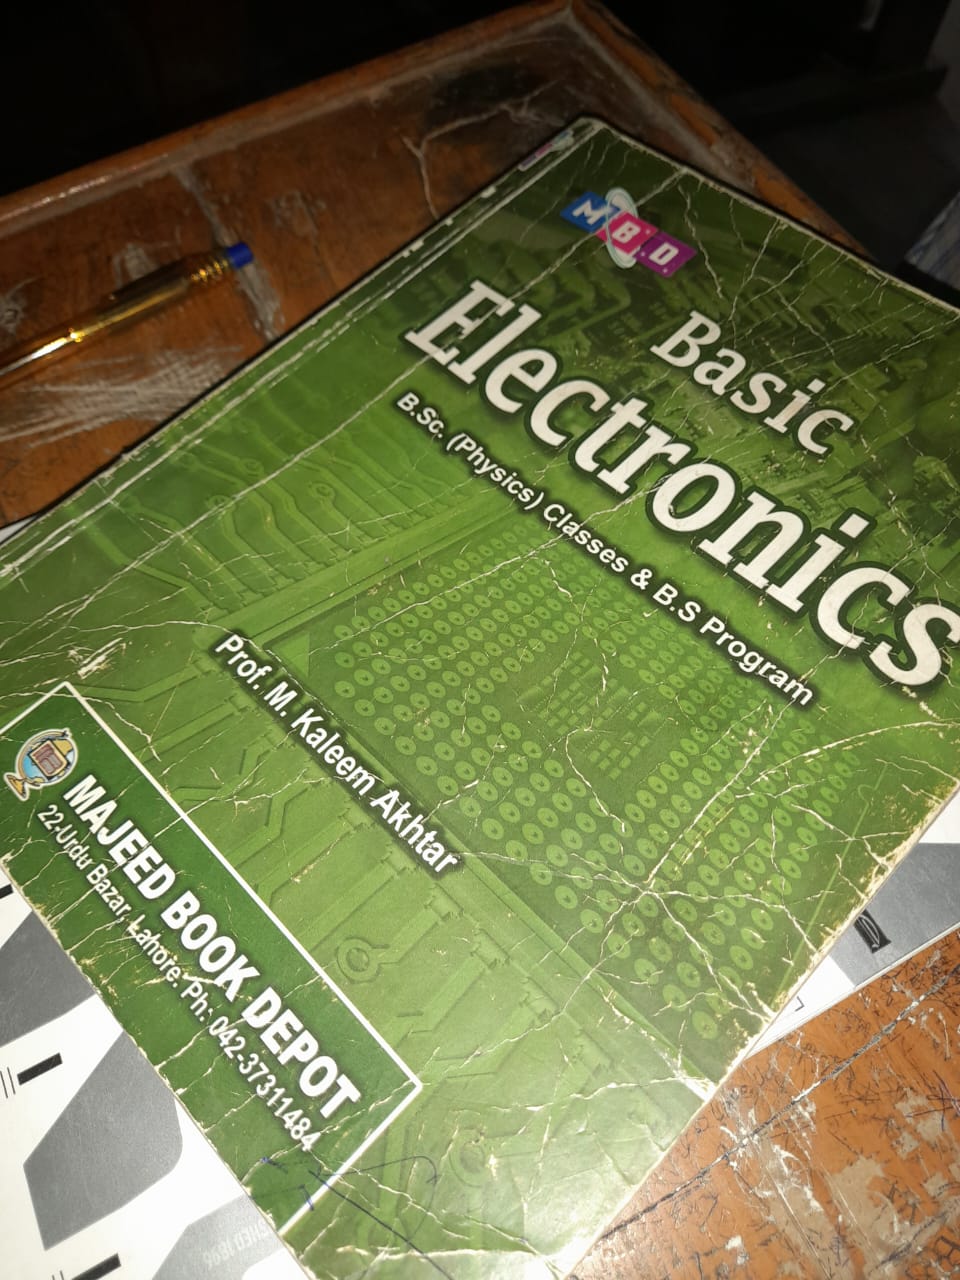 MBD
Basic
Electronics
B.Sc. (Physics) Classes & B.S Program
Prof. M. Kaleem Akhtar
MAJEED BOOK DEPOT
22-Urdu Bazar, Lahore. Ph: 042-37311484